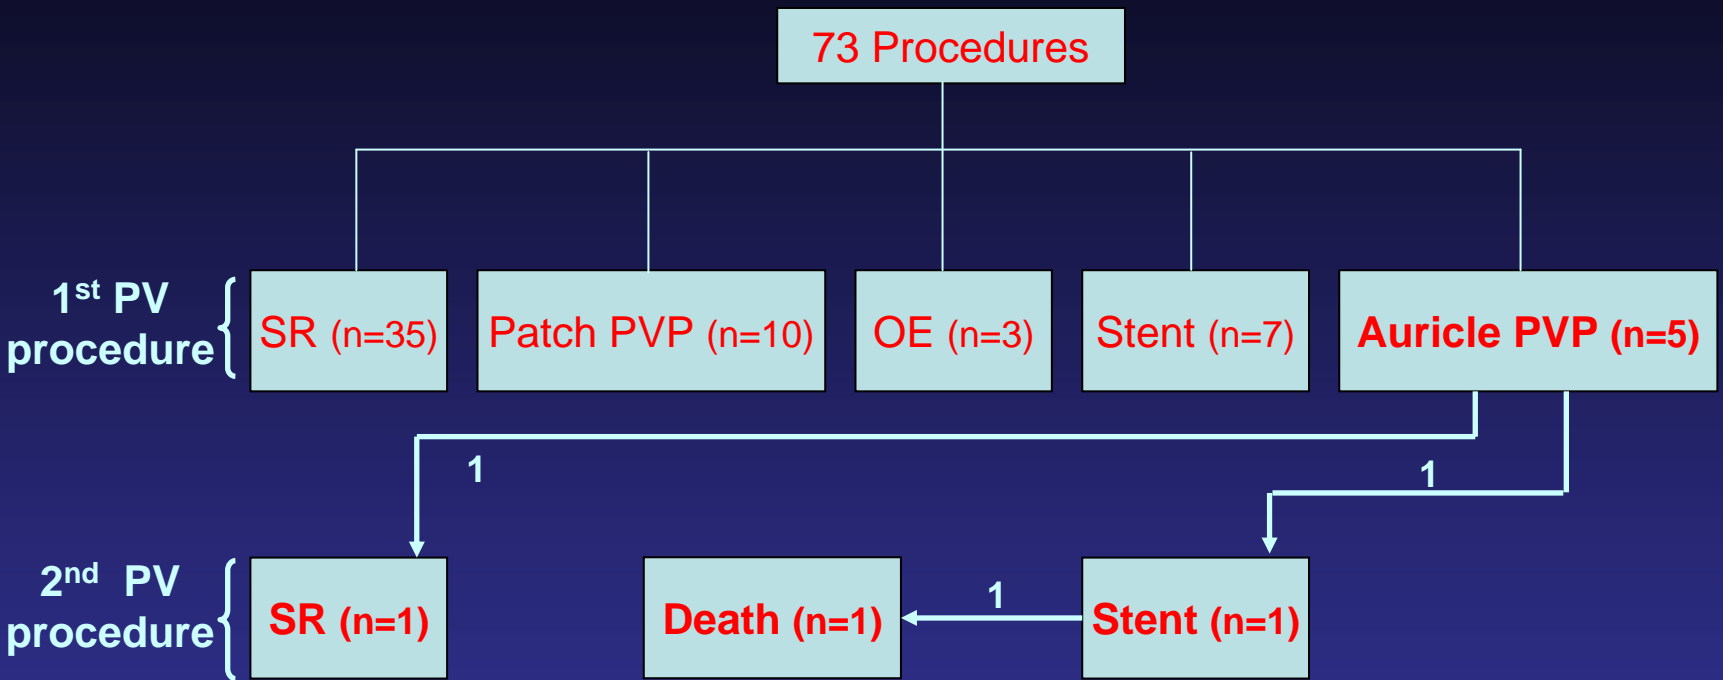 73 Procedures
1st PV
procedure
SR (n=35)
Patch PVP (n=10)
OE (n=3)
Stent (n=7)
Auricle PVP (n=5)
1
1
2nd PV
procedure
SR (n=1)
Death (n=1)
1
Stent (n=1)